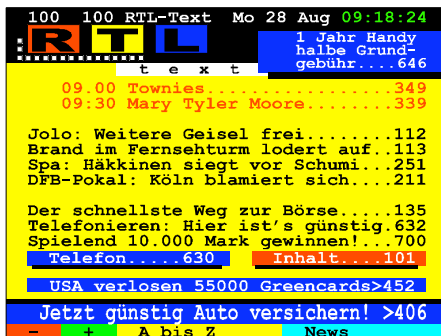 100 100 RTL-Text Mo 28 Aug 09:18:24
RTL
text
1 Jahr Handy
halbe Grund-
gebühr....646
09.00 Townies.................349
09:30 Mary Tyler Moore........339
Jolo: Weitere Geisel frei........112
Brand im Fernsehturm lodert auf..113
Spa: Häkkinen siegt vor Schumi...251
DFB-Pokal: Köln blamiert sich....211
Der schnellste Weg zur Börse.....135
Telefonieren: Hier ist's günstig.632
Spielend 10.000 Mark gewinnen!...700
Telefon.....630 Inhalt....101
USA verlosen 55000 Greencards>452
Jetzt günstig Auto versichern! >406
- + A bis Z News